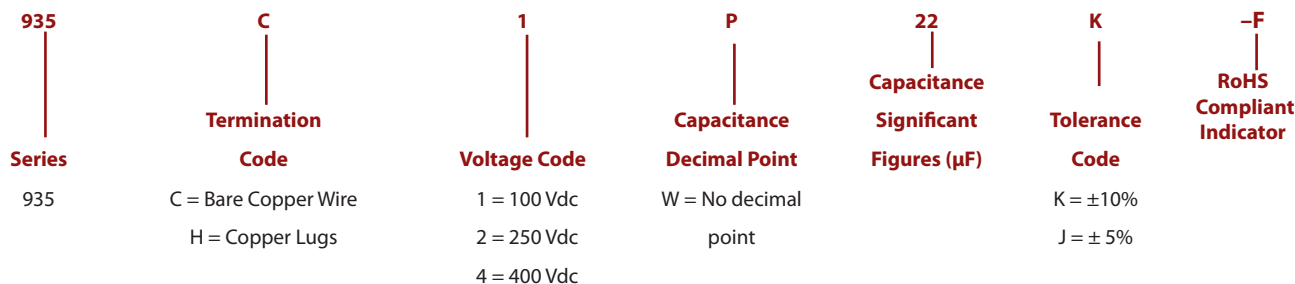 935 C 1 P 22 K –F
Capacitance RoHS
Termination Capacitance Significant Tolerance Compliant
Indicator
Series Code Voltage Code Decimal Point Figures (µF) Code
935 C = Bare Copper Wire 1 = 100 Vdc W = No decimal K = ±10%
H = Copper Lugs 2 = 250 Vdc point J = ± 5%
4 = 400 Vdc